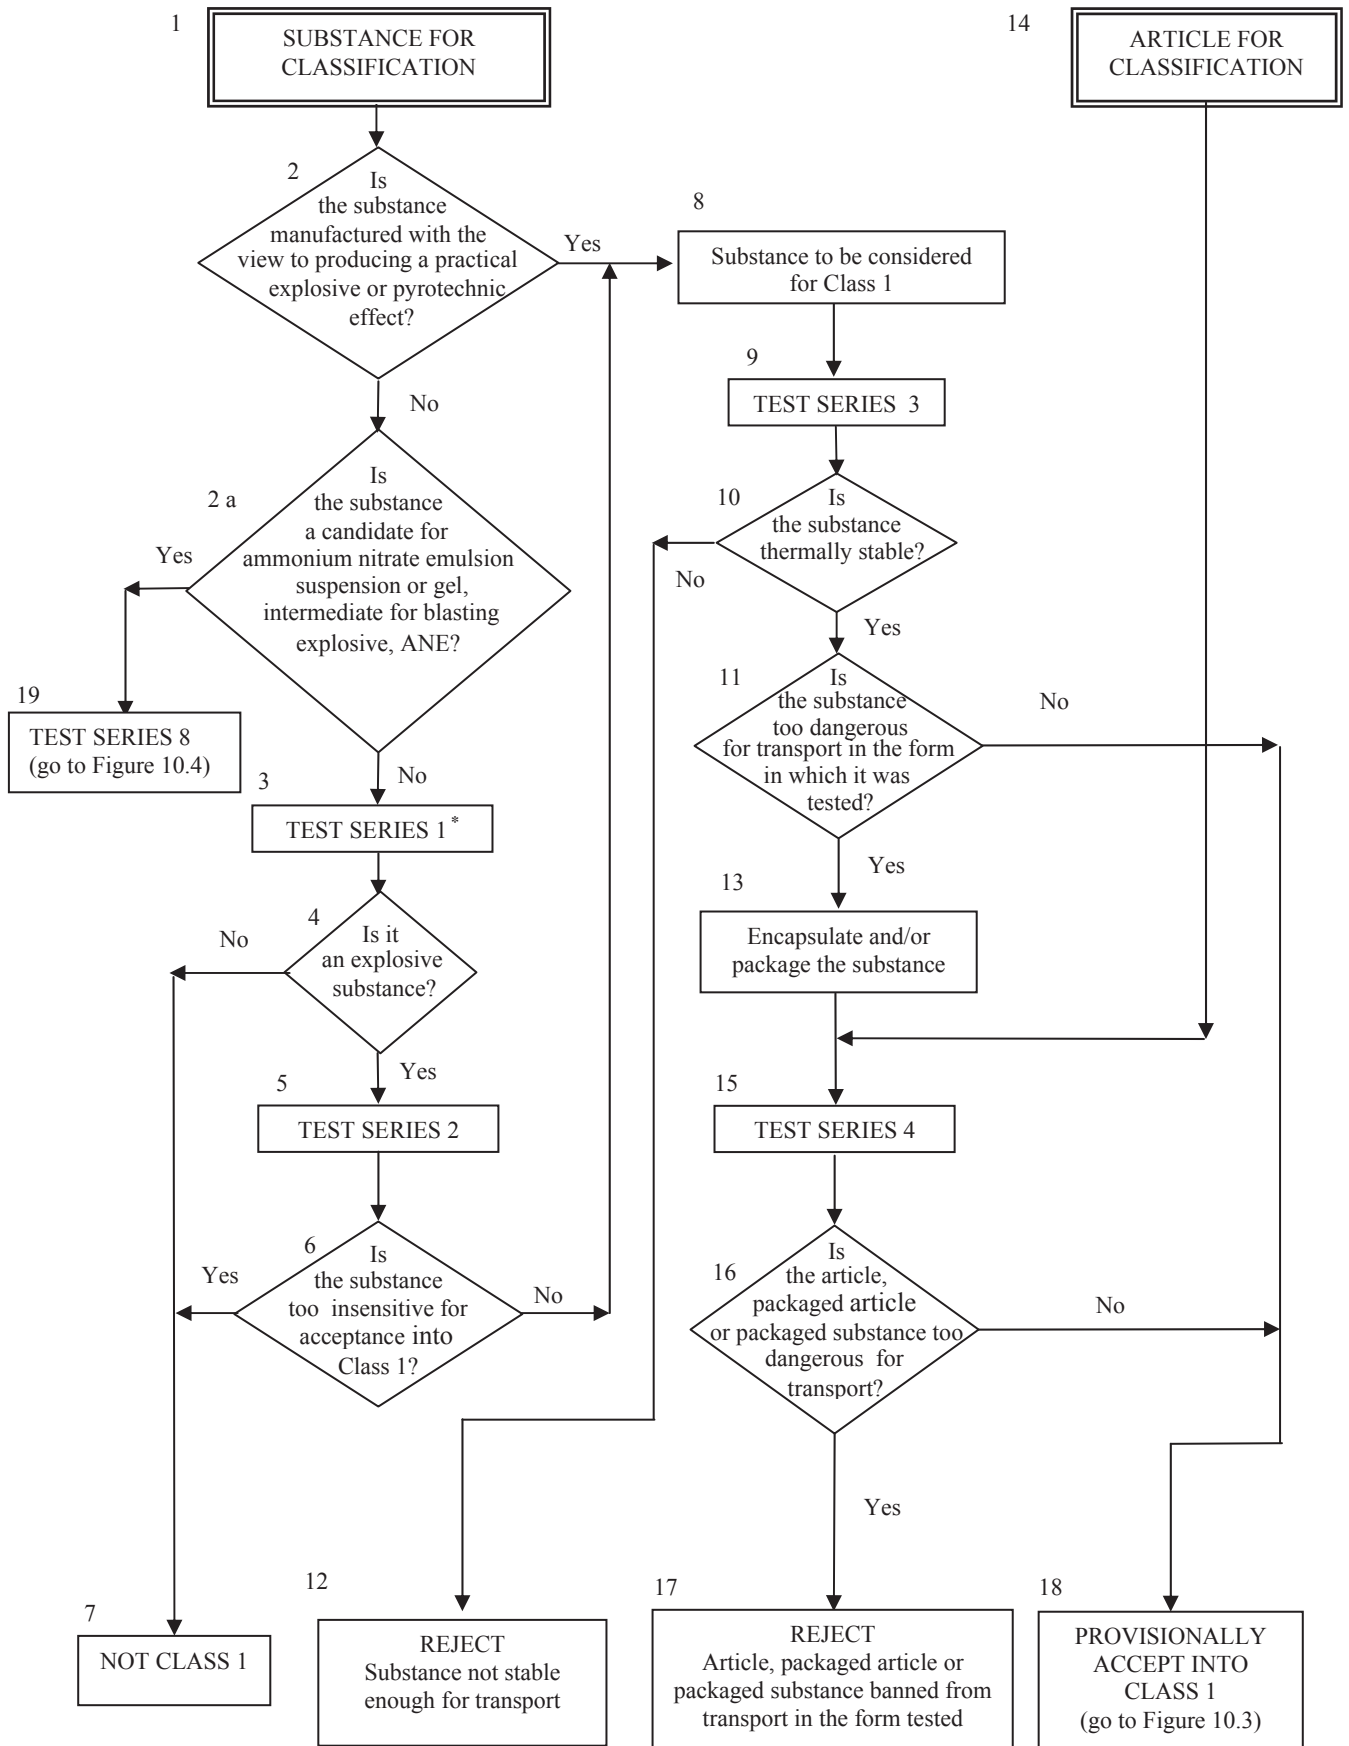 1
SUBSTANCE FOR
CLASSIFICATION
14
ARTICLE FOR
CLASSIFICATION
2
Is
the substance
manufactured with the
view to producing a practical
explosive or pyrotechnic
effect?
Yes
No
8
Substance to be considered
for Class 1
9
TEST SERIES 3
2 a
Is
the substance
a candidate for
ammonium nitrate emulsion
suspension or gel,
intermediate for blasting
explosive, ANE?
Yes
No
10
Is
the substance
thermally stable?
No
Yes
19
TEST SERIES 8
(go to Figure 10.4)
11
Is
the substance
too dangerous
for transport in the form
in which it was
tested?
No
Yes
3
TEST SERIES 1 *
4
Is it
an explosive
substance?
No
Yes
13
Encapsulate and/or
package the substance
5
TEST SERIES 2
15
TEST SERIES 4
6
Is
the substance
too insensitive for
acceptance into
Class 1?
Yes
No
16
Is
the article,
packaged article
or packaged substance too
dangerous for
transport?
No
Yes
7
NOT CLASS 1
12
REJECT
Substance not stable
enough for transport
17
REJECT
Article, packaged article or
packaged substance banned from
transport in the form tested
18
PROVISIONALLY
ACCEPT INTO
CLASS 1
(go to Figure 10.3)